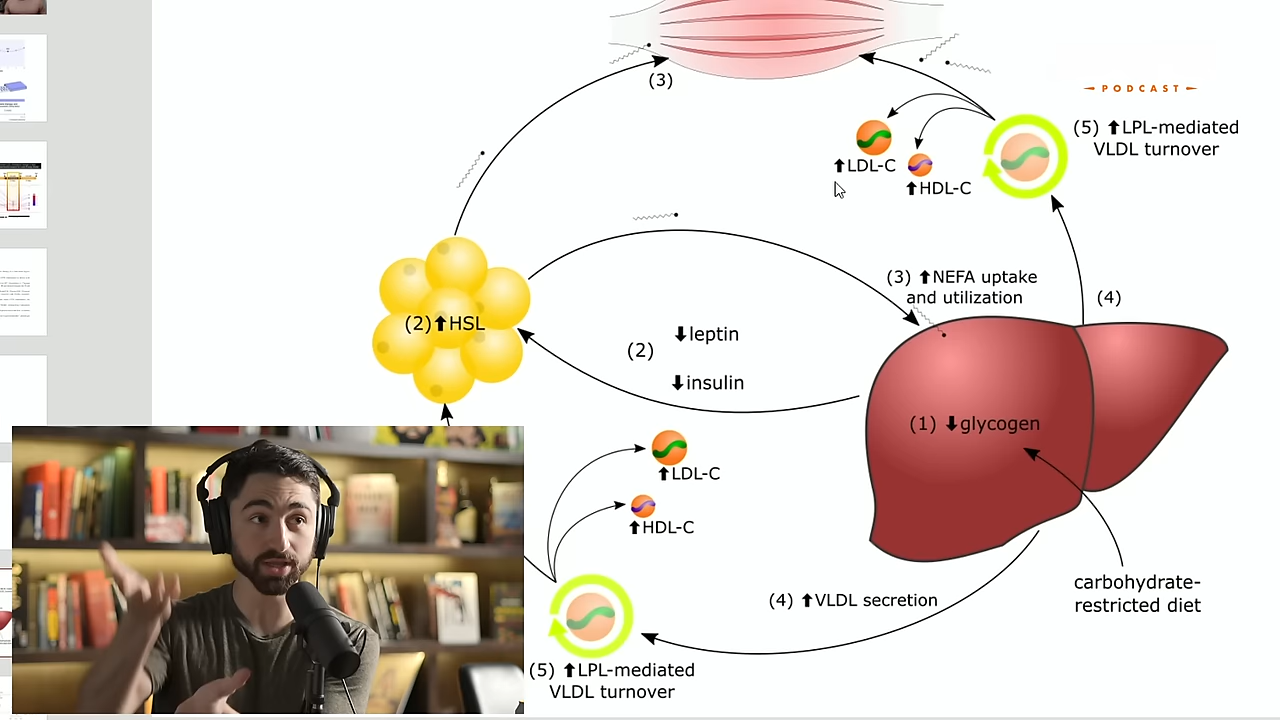 (3)
PODCAST
(5) ⬆LPL-mediated
VLDL turnover
⬆LDL-C
⬆HDL-C
(3) ⬆NEFA uptake
and utilization
(4)
(2)⬆HSL
(2)
⬇leptin
⬇insulin
(1) ⬇glycogen
⬆LDL-C
⬆HDL-C
carbohydrate-
restricted diet
(4) ⬆VLDL secretion
(5) ⬆LPL-mediated
VLDL turnover